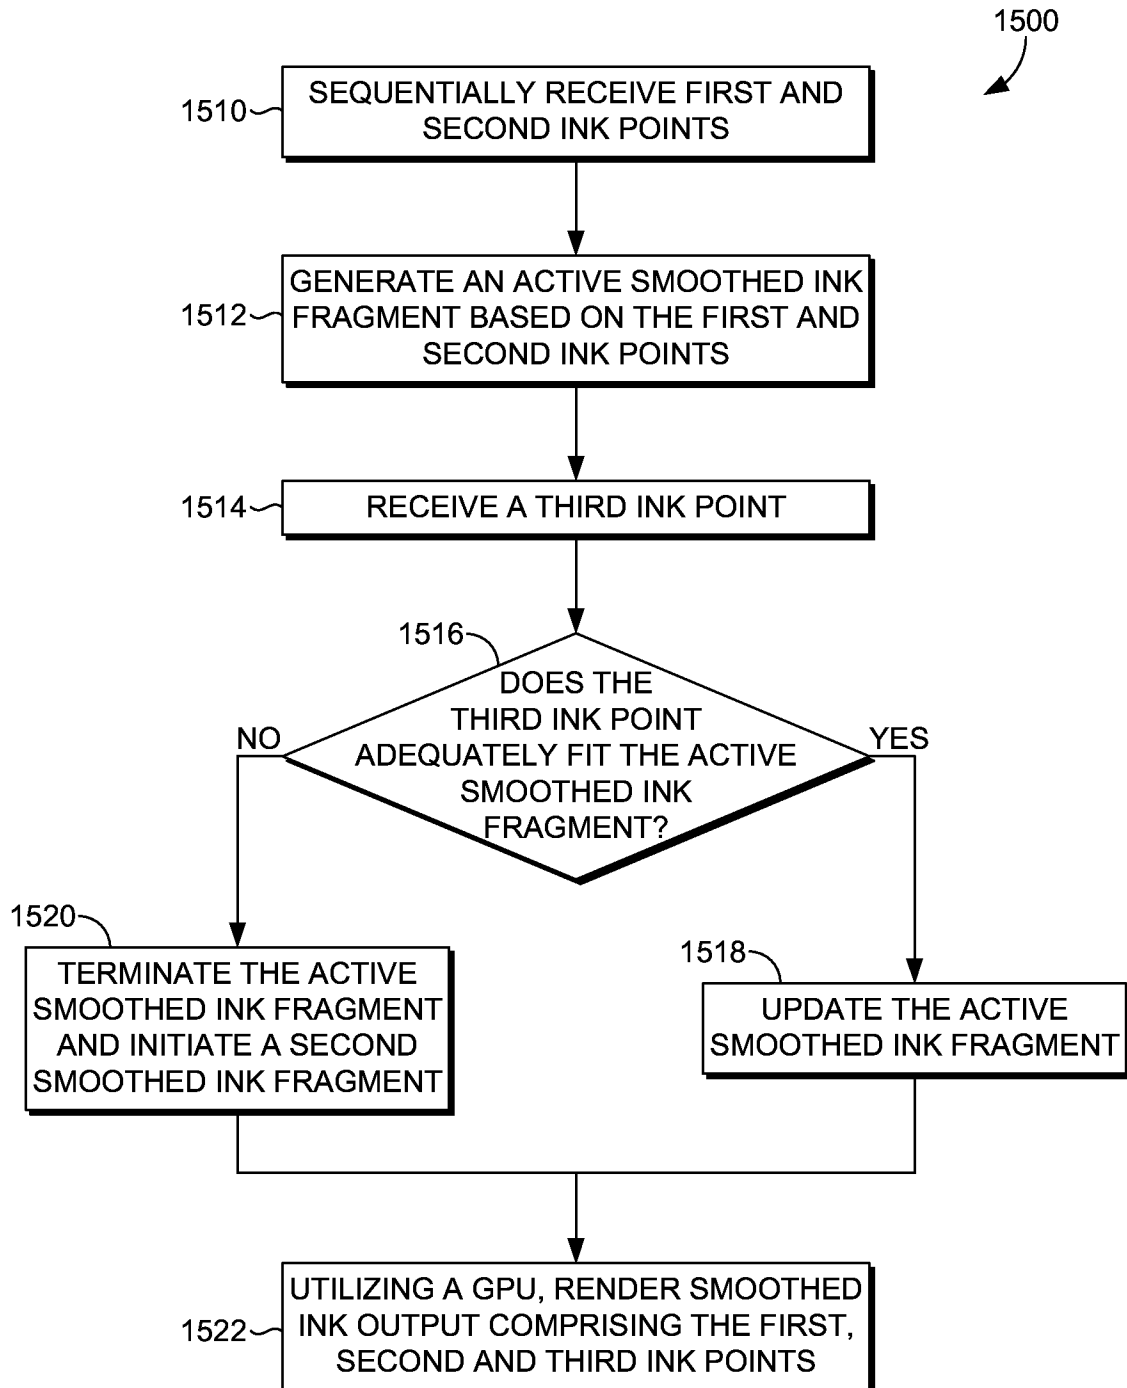 1500
1510
SEQUENTIALLY RECEIVE FIRST AND
SECOND INK POINTS
1512
GENERATE AN ACTIVE SMOOTHED INK
FRAGMENT BASED ON THE FIRST AND
SECOND INK POINTS
1514
RECEIVE A THIRD INK POINT
1516
DOES THE
THIRD INK POINT
ADEQUATELY FIT THE ACTIVE
SMOOTHED INK
FRAGMENT?
NO
YES
1520
TERMINATE THE ACTIVE
SMOOTHED INK FRAGMENT
AND INITIATE A SECOND
SMOOTHED INK FRAGMENT
1518
UPDATE THE ACTIVE
SMOOTHED INK FRAGMENT
1522
UTILIZING A GPU, RENDER SMOOTHED
INK OUTPUT COMPRISING THE FIRST,
SECOND AND THIRD INK POINTS